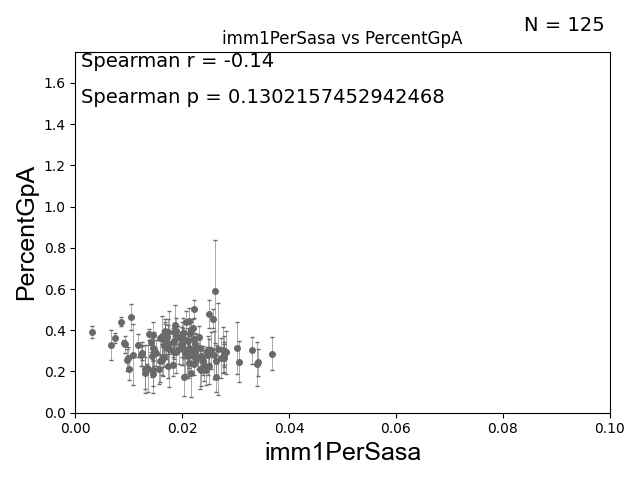 N = 125
imm1PerSasa vs PercentGpA
Spearman r = -0.14
Spearman p = 0.1302157452942468
PercentGpA
1.6
1.4
1.2
1.0
0.8
0.6
0.4
0.2
0.0
0.00 0.02 0.04 0.06 0.08 0.10
imm1PerSasa